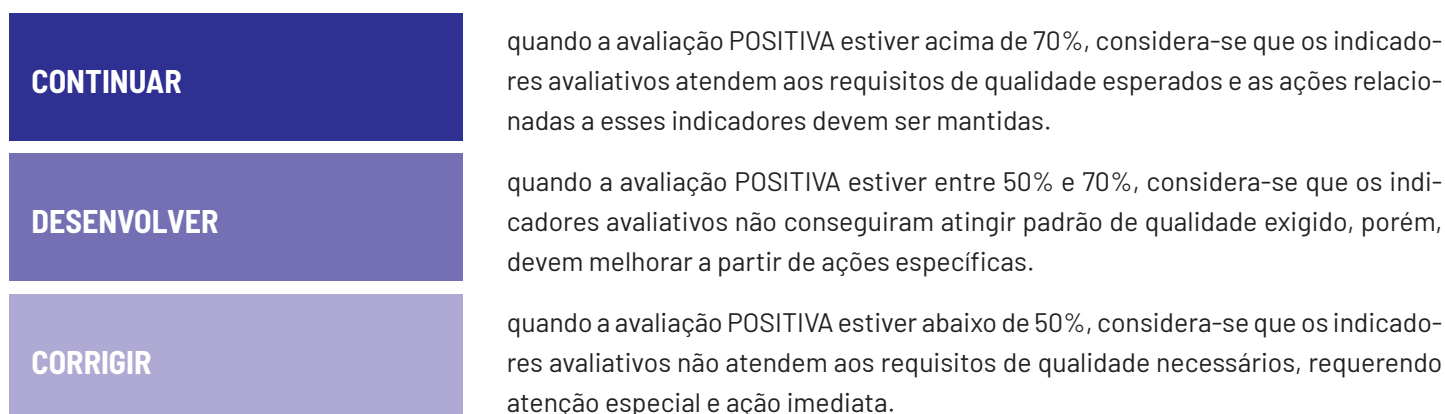 CONTINUAR
quando a avaliação POSITIVA estiver acima de 70%, considera-se que os indicado-
res avaliativos atendem aos requisitos de qualidade esperados e as ações relacio-
nadas a esses indicadores devem ser mantidas.
DESENVOLVER
quando a avaliação POSITIVA estiver entre 50% e 70%, considera-se que os indi-
cadores avaliativos não conseguiram atingir padrão de qualidade exigido, porém,
devem melhorar a partir de ações específicas.
CORRIGIR
quando a avaliação POSITIVA estiver abaixo de 50%, considera-se que os indicado-
res avaliativos não atendem aos requisitos de qualidade necessários, requerendo
atenção especial e ação imediata.